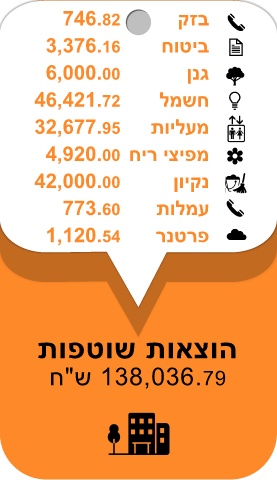 בזק 746.82
ביטוח 3,376.16
גנן 6,000.00
חשמל 46,421.72
מעליות 32,677.95
מפיצי ריח 4,920.00
נקיון 42,000.00
עמלות 773.60
פרטנר 1,120.54
הוצאות שוטפות
138,036.79 ש"ח